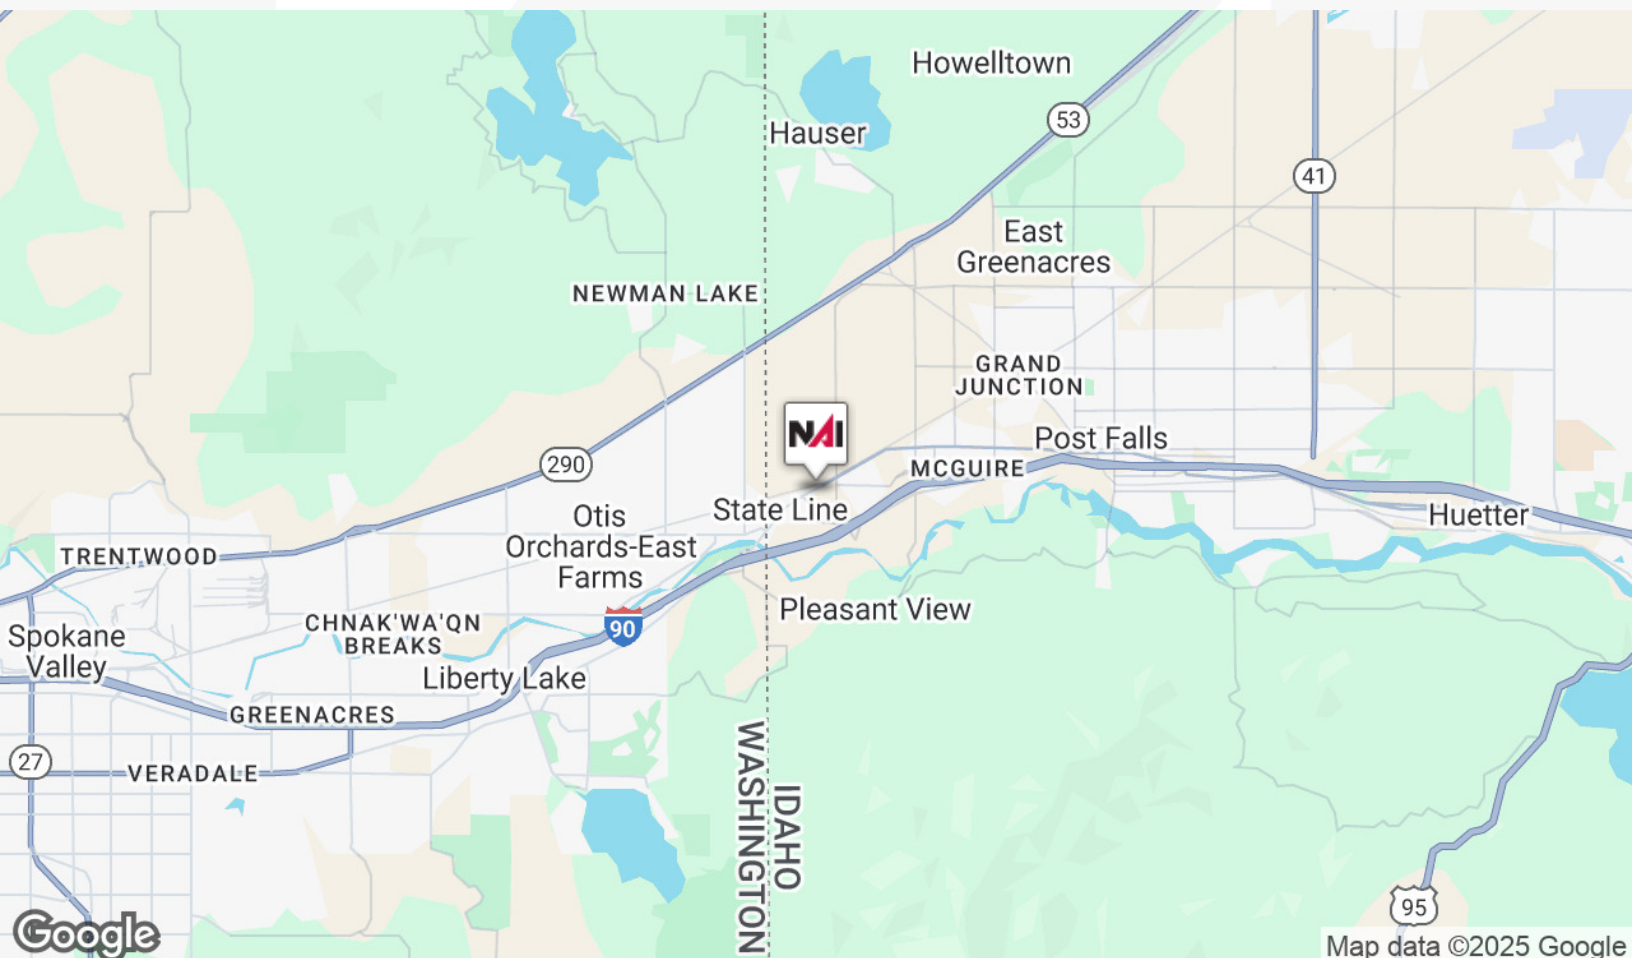 Howelltown
53
Hauser
41
East
Greenacres
NEWMAN LAKE
GRAND
JUNCTION
NAI
Post Falls
MCGUIRE
290
State Line
Otis
Orchards-East
Farms
Huetter
TRENTWOOD
Pleasant View
CHNAK'WA'QN
BREAKS
90
Spokane
Valley
Liberty Lake
GREENACRES
27
VERADALE
WASHINGTON
IDAHO
95
Google
Map data ©2025 Google